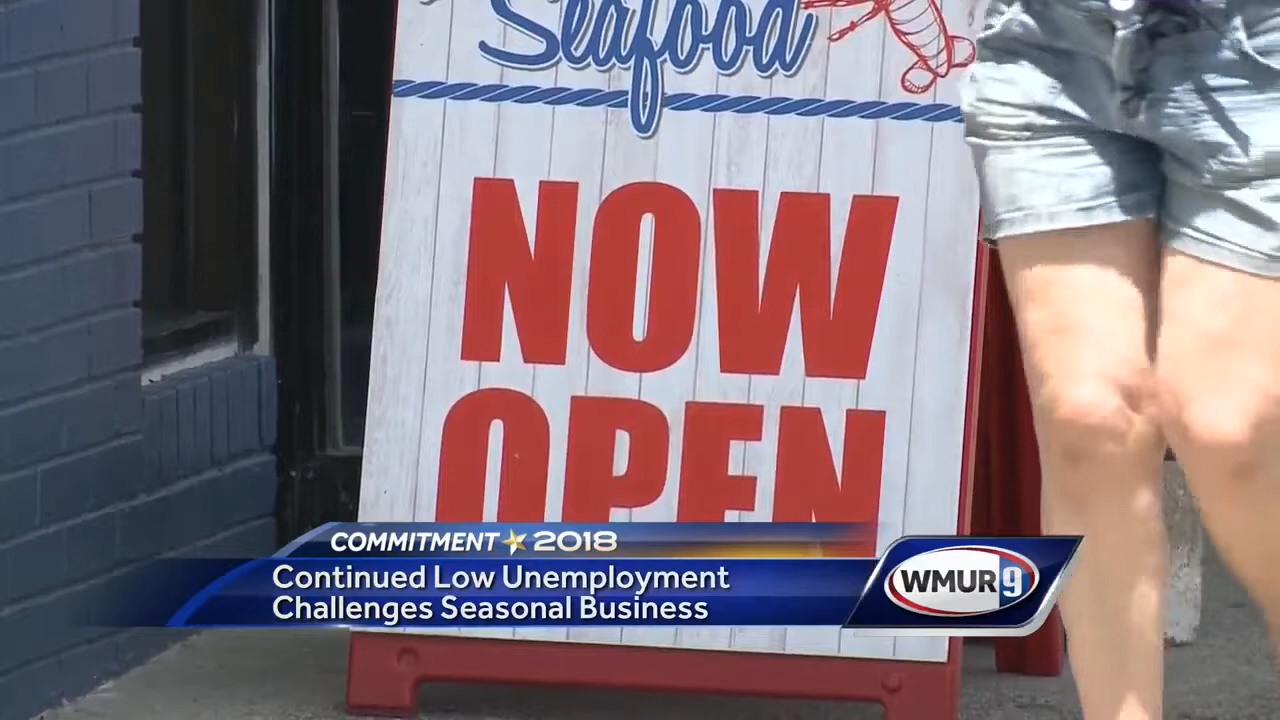 Seafood
NOW
OPEN
COMMITMENT 2018
Continued Low Unemployment
Challenges Seasonal Business
WMUR 9